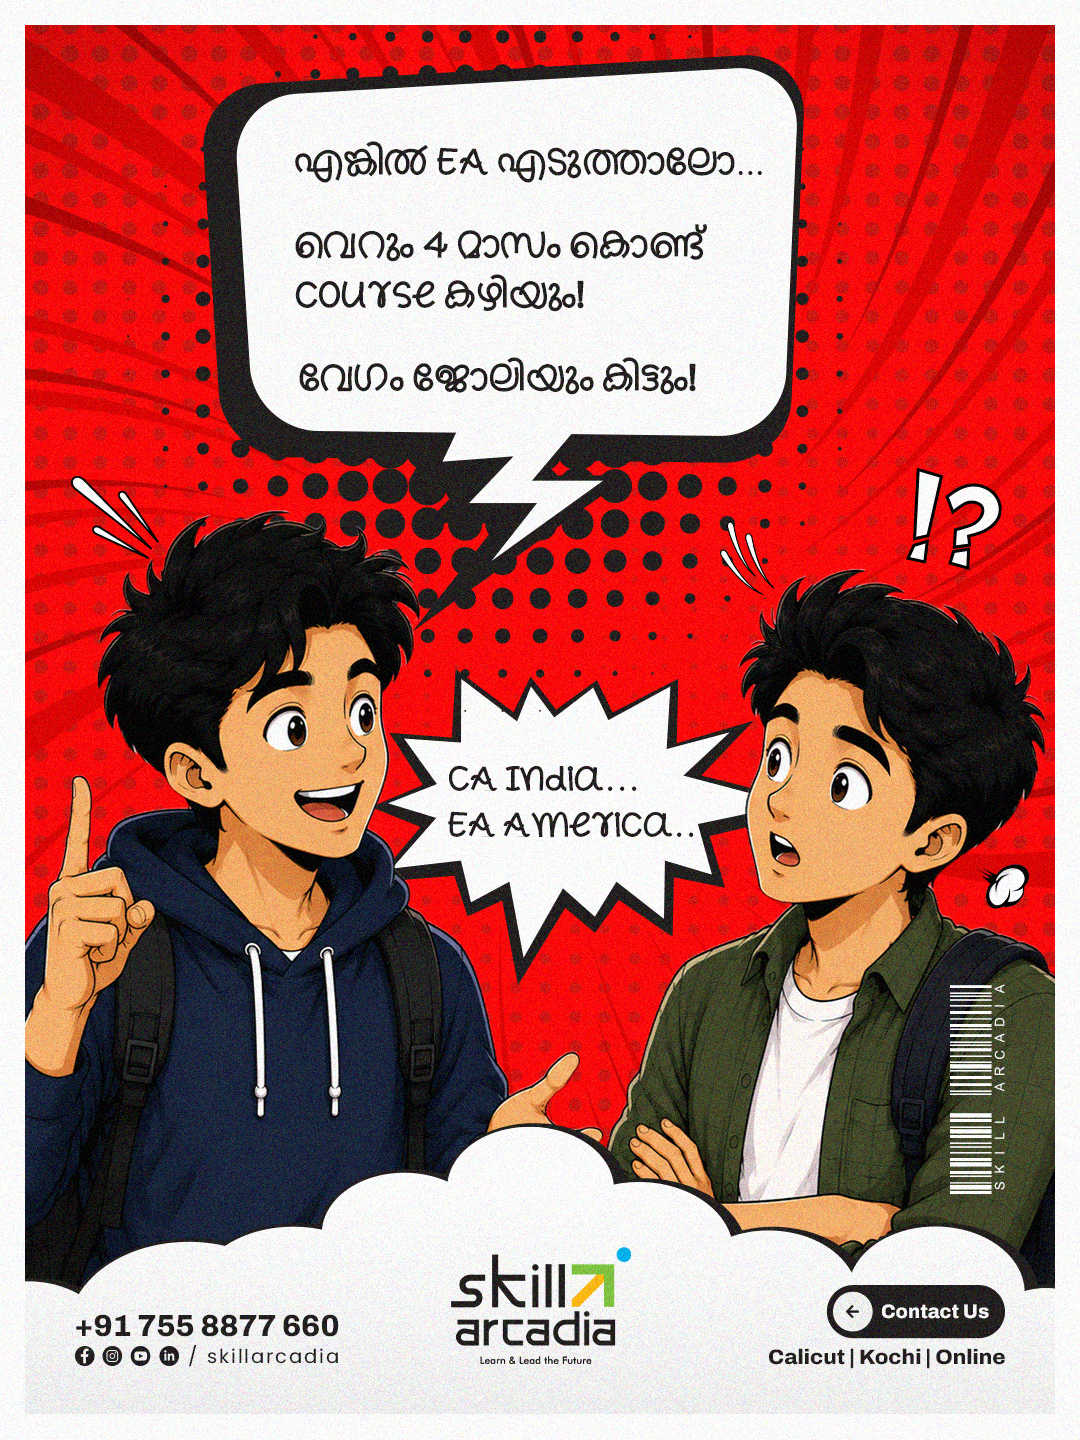 എങ്കിൽ EA എടുത്താലോ...
വെറും 4 മാസം കൊണ്ട്
course കഴിയും!
വേഗം ജോലിയും കിട്ടും!
!?
CA India...
EA America..
SKILL ARCADIA
skill
arcadia
Learn & Lead the Future
+91 755 8877 660
/ skillarcadia
Contact Us
Calicut | Kochi | Online